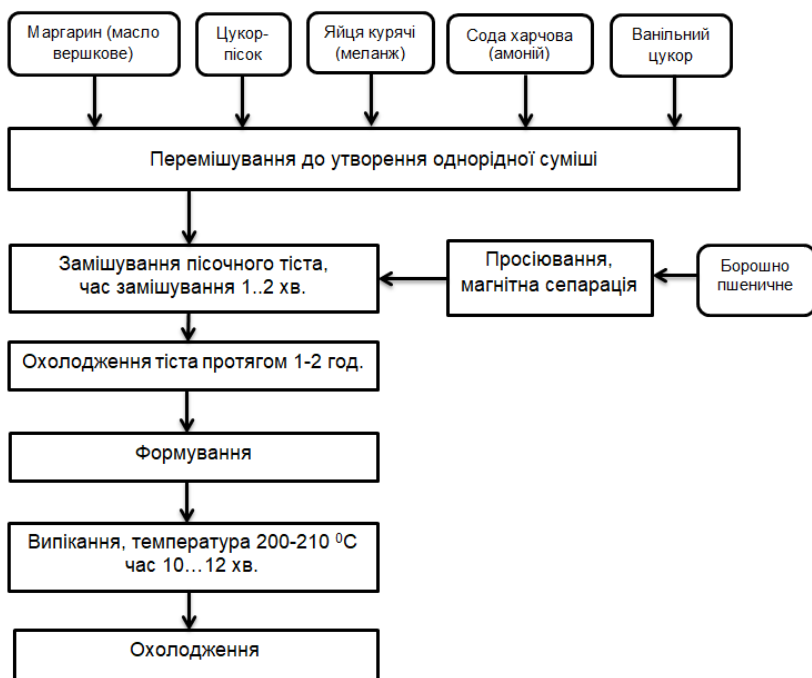 Маргарин (масло
вершкове)
Цукор-
пісок
Яйця курячі
(меланж)
Сода харчова
(амоній)
Ванільний
цукор
Перемішування до утворення однорідної суміші
Замішування пісочного тіста,
час замішування 1..2 хв.
Просіювання,
магнітна сепарація
Борошно
пшеничне
Охолодження тіста протягом 1-2 год.
Формування
Випікання, температура 200-210 ⁰С
час 10…12 хв.
Охолодження